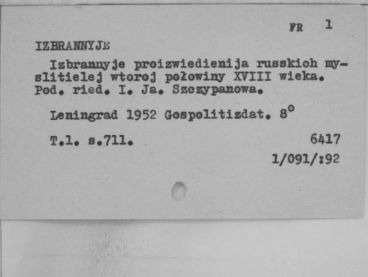 FR 1
IZBRANNYJE
Izbrannyje proizwiedienija russkich my-
slitielej wtoroj połowiny XVIII wieka.
Pod. ried. I. Ja. Szczypanowa.
Leningrad 1952 Gospolitizdat. 8°
T.1. s.711. 6417
1/091/:92